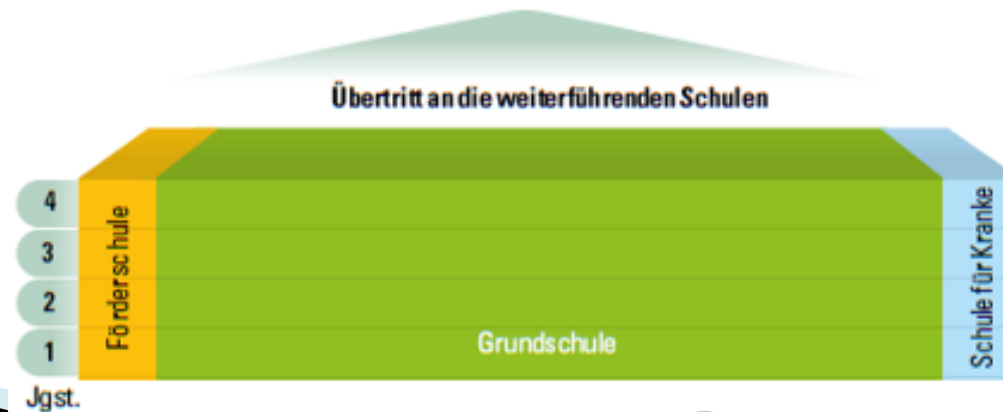 Übertritt an die weiterführenden Schulen
4
3
2
1
Jgst.
Förderschule
Grundschule
Schule für Kranke